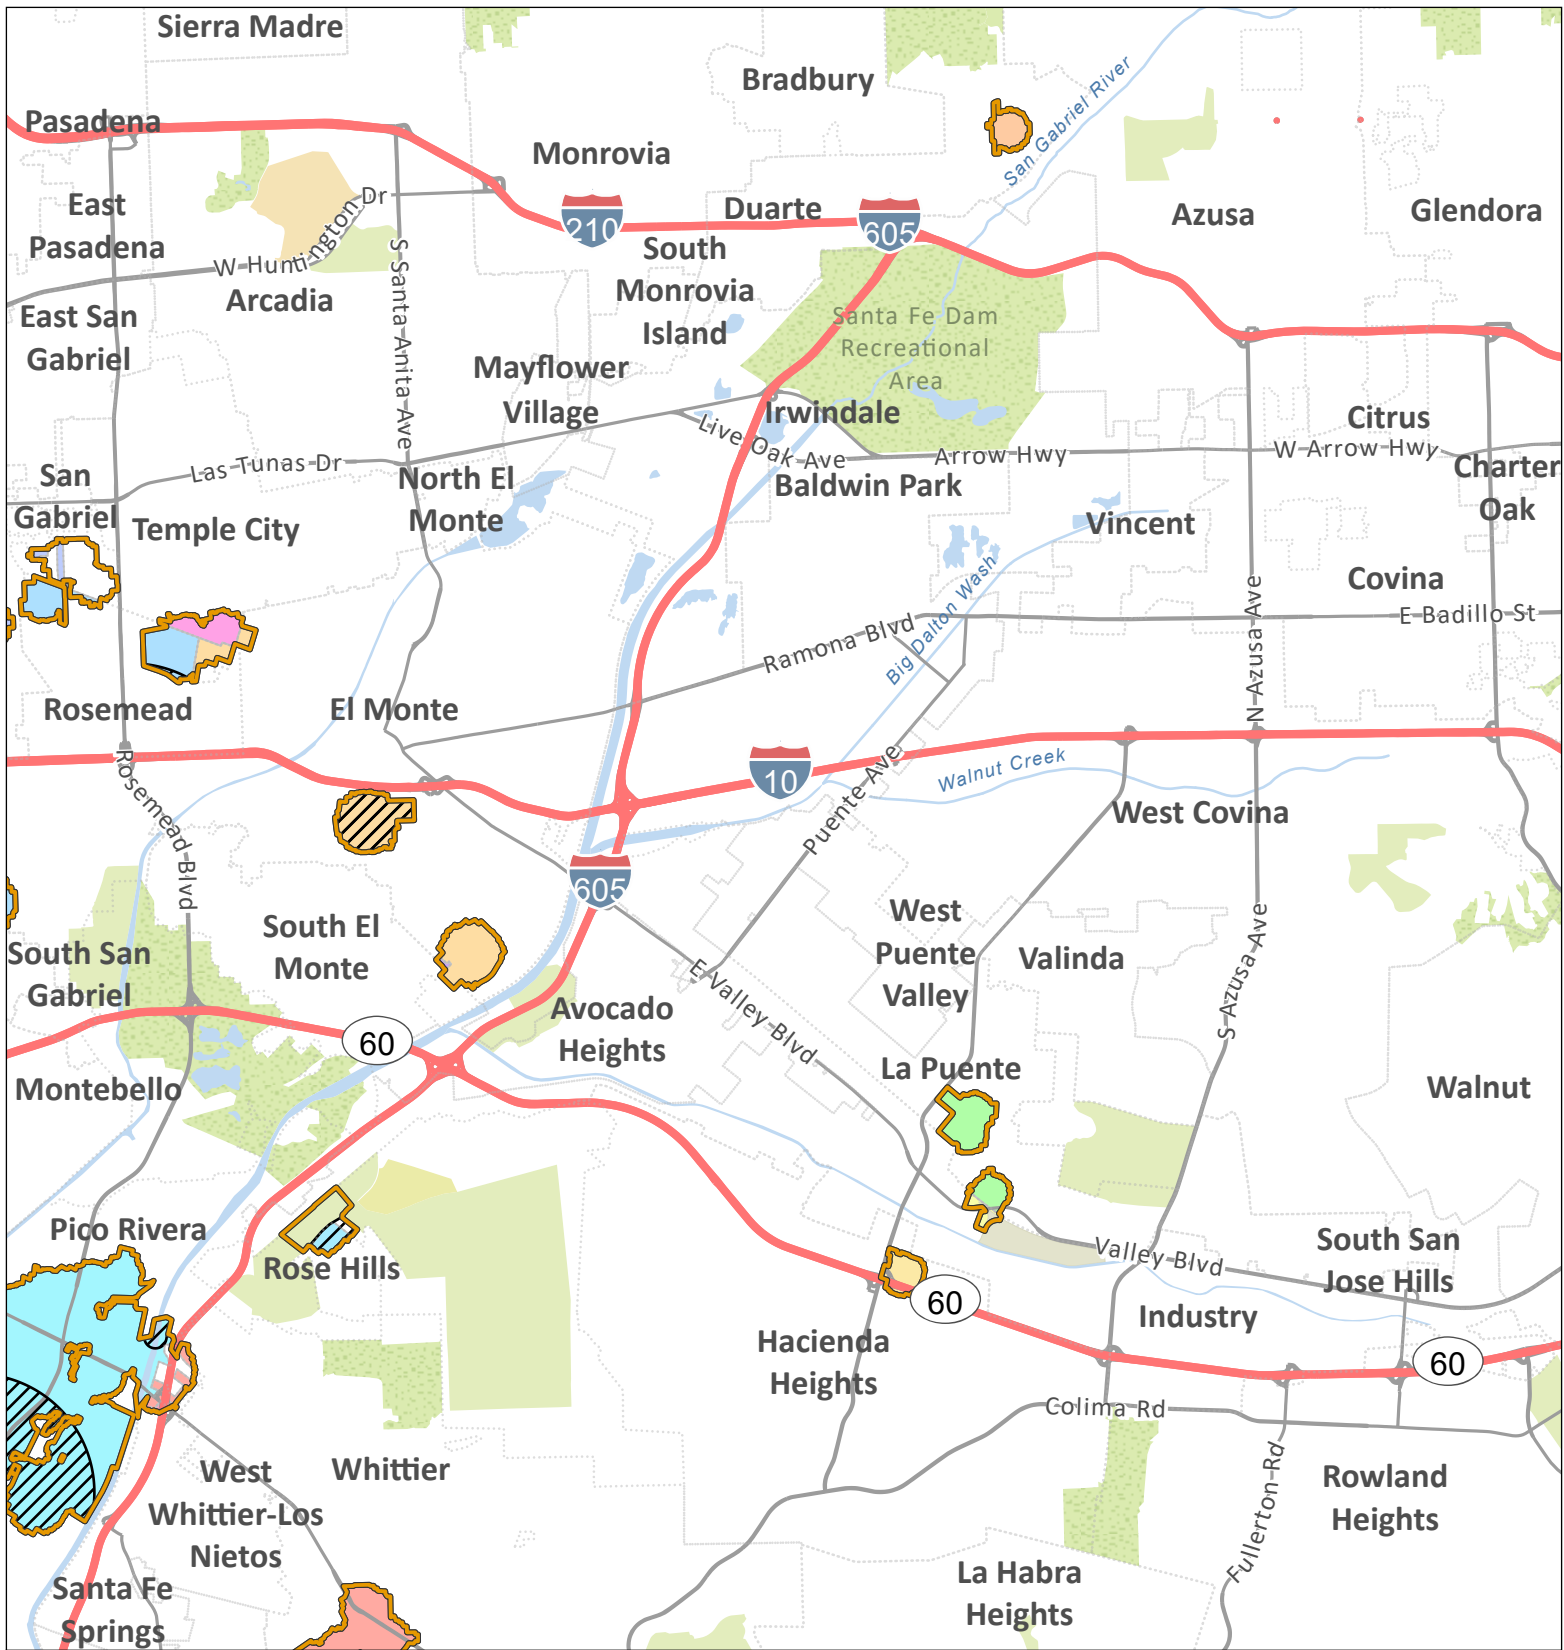 Sierra Madre
Bradbury
Pasadena
Monrovia
San Gabriel River
East
Pasadena
Dr
W Huntington
210
Duarte
605
Azusa
Glendora
S Santa Anita Ave
South
Monrovia
Island
Arcadia
East San
Gabriel
Santa Fe Dam
Recreational
Area
Mayflower
Village
Irwindale
Citrus
Live Oak Ave
Arrow Hwy
W Arrow Hwy
Las Tunas Dr
San
Gabriel
North El
Monte
Baldwin Park
Charter
Oak
Temple City
Vincent
Covina
Big Dalton Wash
N Azusa Ave
E Badillo St
Ramona Blvd
Rosemead
El Monte
Rosemead Blvd
10
Puente Ave
Walnut Creek
West Covina
605
South El
Monte
West
Puente
Valley
Valinda
S Azusa Ave
South San
Gabriel
E Valley Blvd
Avocado
Heights
60
La Puente
Montebello
Walnut
Pico Rivera
Rose Hills
Valley Blvd
South San
Jose Hills
60
Industry
Hacienda
Heights
60
Colima Rd
West
Whittier-Los
Nietos
Whittier
Fullerton Rd
Rowland
Heights
Santa Fe
Springs
La Habra
Heights